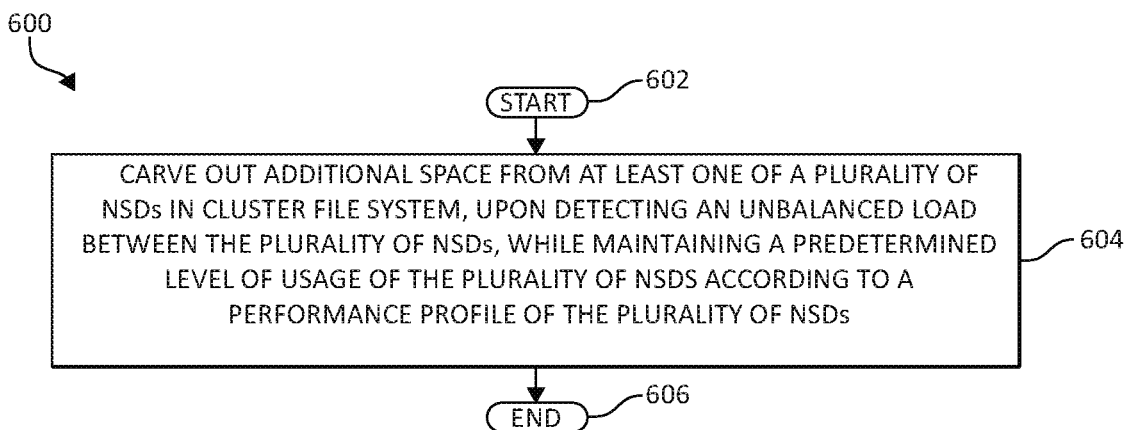 600
START
602
CARVE OUT ADDITIONAL SPACE FROM AT LEAST ONE OF A PLURALITY OF
NSDs IN CLUSTER FILE SYSTEM, UPON DETECTING AN UNBALANCED LOAD
BETWEEN THE PLURALITY OF NSDs, WHILE MAINTAINING A PREDETERMINED
LEVEL OF USAGE OF THE PLURALITY OF NSDS ACCORDING TO A
PERFORMANCE PROFILE OF THE PLURALITY OF NSDs
604
END
606